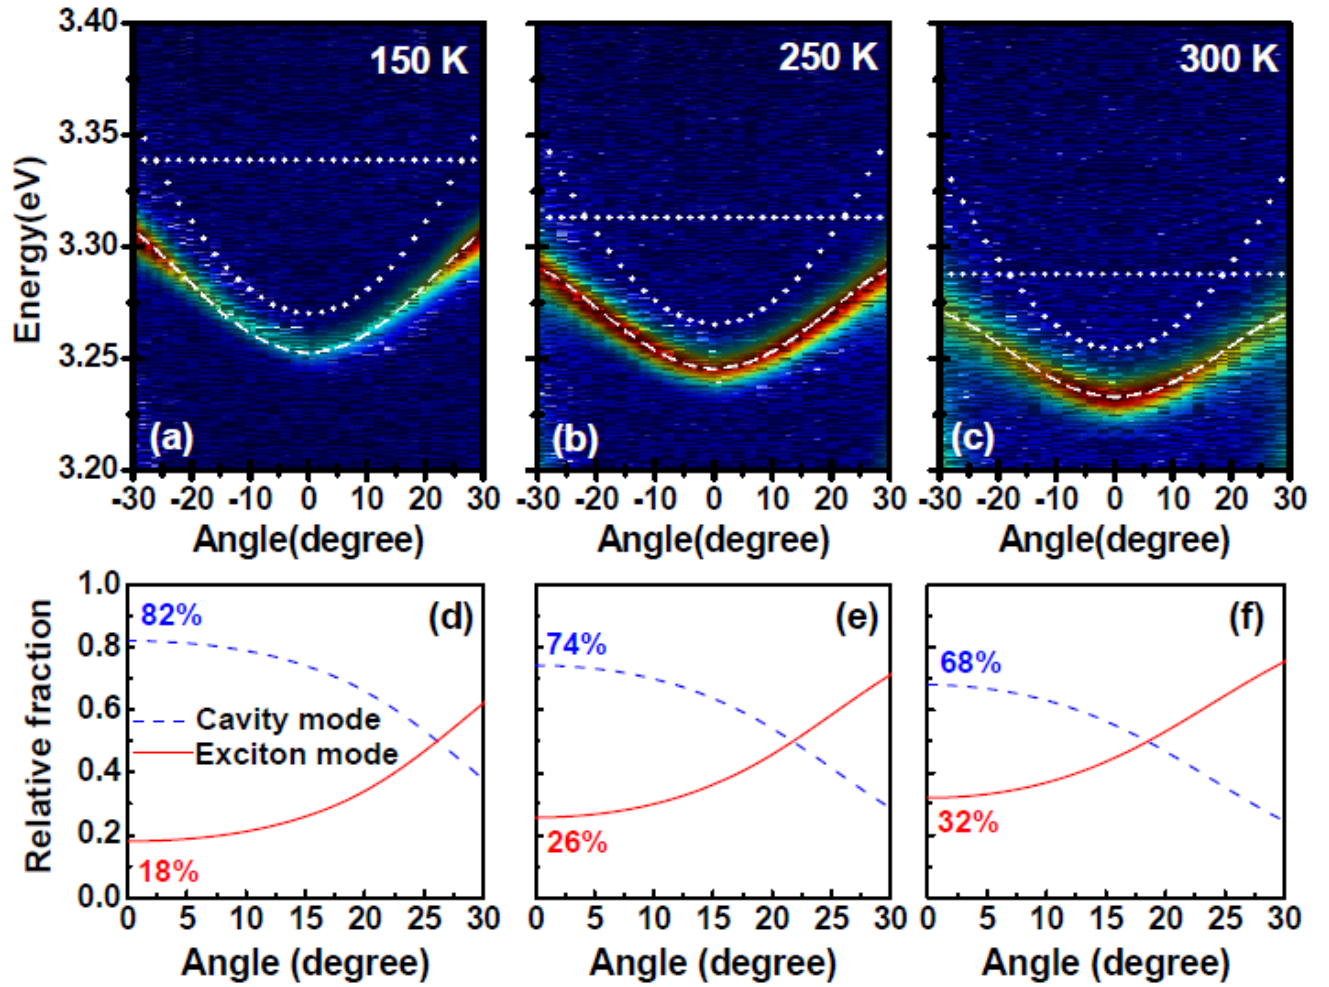 3.40
3.35
3.30
3.25
3.20
Energy(eV)
150 K
250 K
300 K
(a)
(b)
(c)
-30 -20 -10 0 10 20 30
-30 -20 -10 0 10 20 30
-30 -20 -10 0 10 20 30
Angle(degree)
Angle(degree)
Angle(degree)
1.0
0.8
0.6
0.4
0.2
0.0
Relative fraction
82%
(d)
Cavity mode
Exciton mode
18%
74%
(e)
26%
68%
(f)
32%
0 5 10 15 20 25 30
0 5 10 15 20 25 30
0 5 10 15 20 25 30
Angle (degree)
Angle (degree)
Angle (degree)